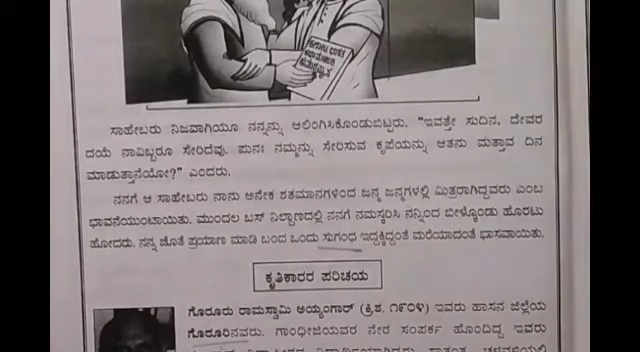 ಸಾಹೇಬರು ನಿಜವಾಗಿಯೂ ನನ್ನನ್ನು ಆಲಿಂಗಿಸಿಕೊಂಡುಬಿಟ್ಟರು. "ಇವತ್ತೇ ಸುದಿನ, ದೇವರ
ದಯೆ ನಾವಿಬ್ಬರೂ ಸೇರಿದೆವು. ಪುನಃ ನಮ್ಮನ್ನು ಸೇರಿಸುವ ಕೃಪೆಯನ್ನು ಆತನು ಮತ್ತಾವ ದಿನ
ಮಾಡುತ್ತಾನೆಯೋ?" ಎಂದರು.
ನನಗೆ ಆ ಸಾಹೇಬರು ನಾನು ಅನೇಕ ಶತಮಾನಗಳಿಂದ ಜನ್ಮ ಜನ್ಮಗಳಲ್ಲಿ ಮಿತ್ರರಾಗಿದ್ದವರು ಎಂಬ
ಭಾವನೆಯುಂಟಾಯಿತು. ಮುಂದಲ ಬಸ್ ನಿಲ್ದಾಣದಲ್ಲಿ ನನಗೆ ನಮಸ್ಕರಿಸಿ ನನ್ನಿಂದ ಬೀಳ್ಕೊಂಡು ಹೊರಟು
ಹೋದರು. ನನ್ನ ಜೊತೆ ಪ್ರಯಾಣ ಮಾಡಿ ಬಂದ ಒಂದು ಸುಗಂಧ ಇದ್ದಕ್ಕಿದ್ದಂತೆ ಮರೆಯಾದಂತೆ ಭಾಸವಾಯಿತು.
ಕೃತಿಕಾರರ ಪರಿಚಯ
ಗೊರೂರು ರಾಮಸ್ವಾಮಿ ಅಯ್ಯಂಗಾರ್ (ಕ್ರಿ.ಶ. ೧೯೦೪) ಇವರು ಹಾಸನ ಜಿಲ್ಲೆಯ
ಗೊರೂರಿನವರು. ಗಾಂಧೀಜಿಯವರ ನೇರ ಸಂಪರ್ಕ ಹೊಂದಿದ್ದ ಇವರು